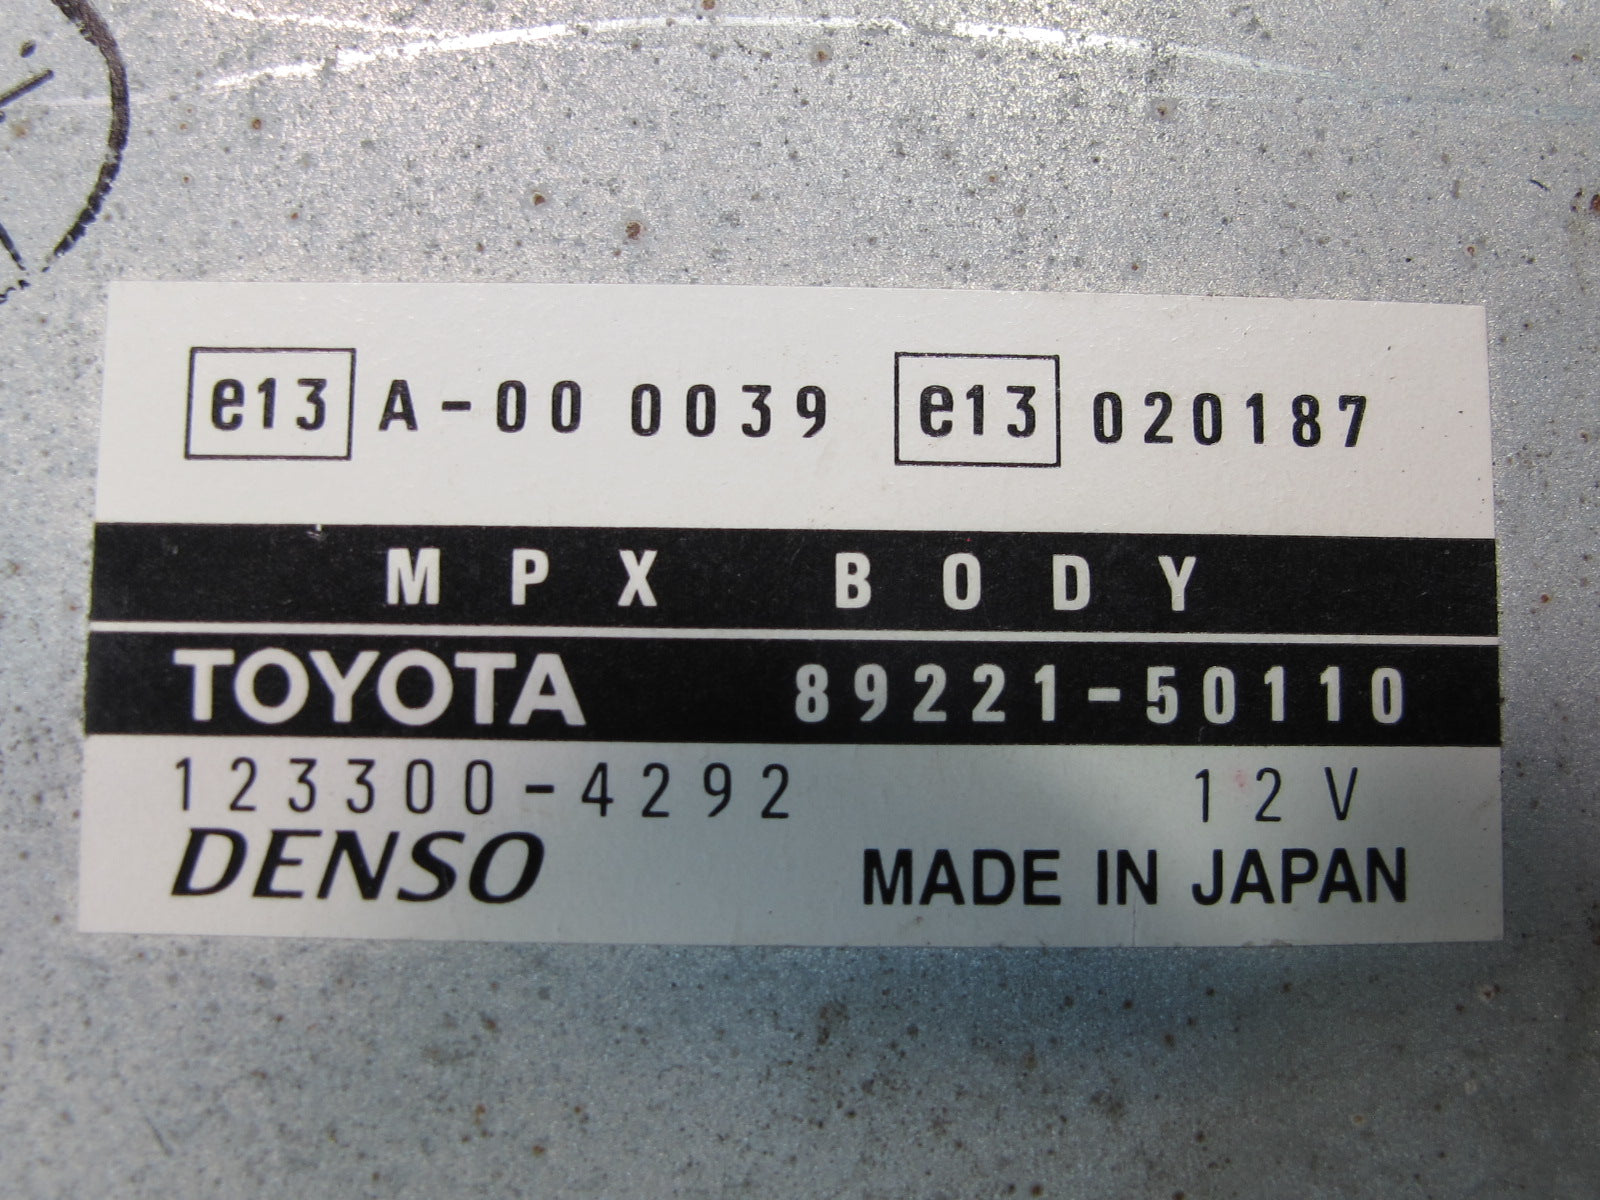 e13 A-00 0039 e13 020187
MPX BODY
TOYOTA 89221-50110
123300-4292 12V
DENSO MADE IN JAPAN